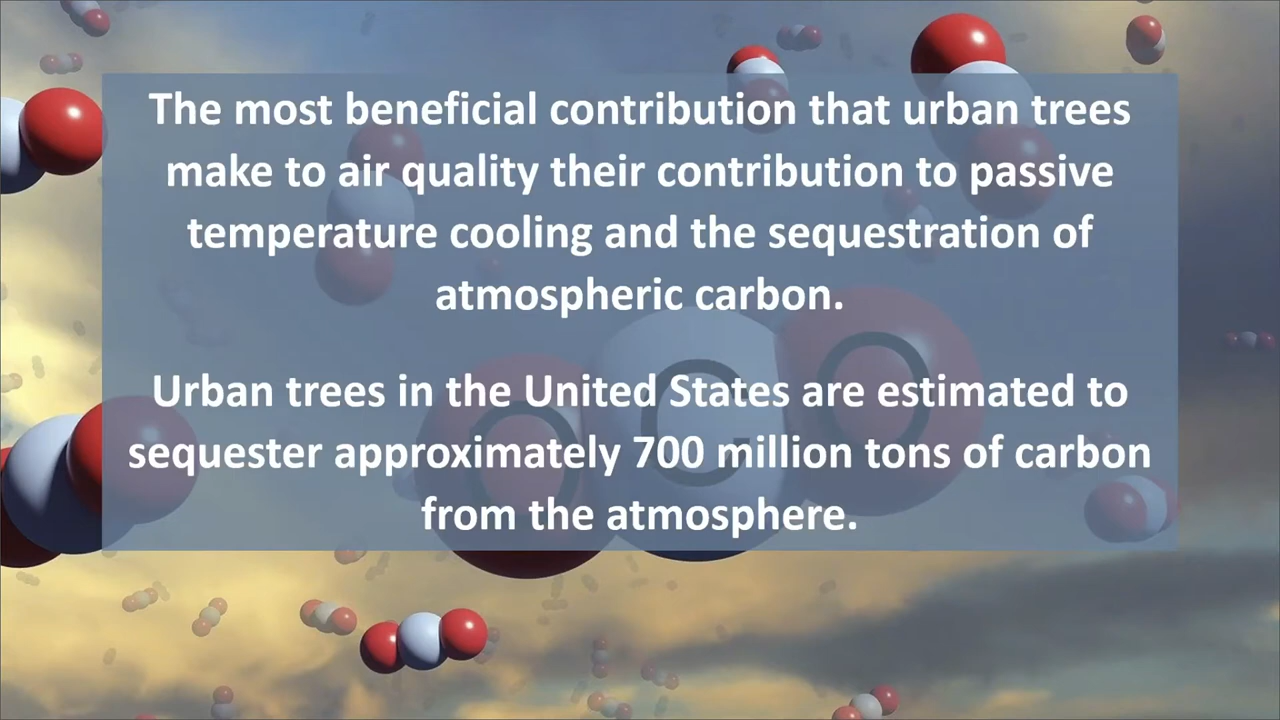 The most beneficial contribution that urban trees
make to air quality their contribution to passive
temperature cooling and the sequestration of
atmospheric carbon.
Urban trees in the United States are estimated to
sequester approximately 700 million tons of carbon
from the atmosphere.
O C O